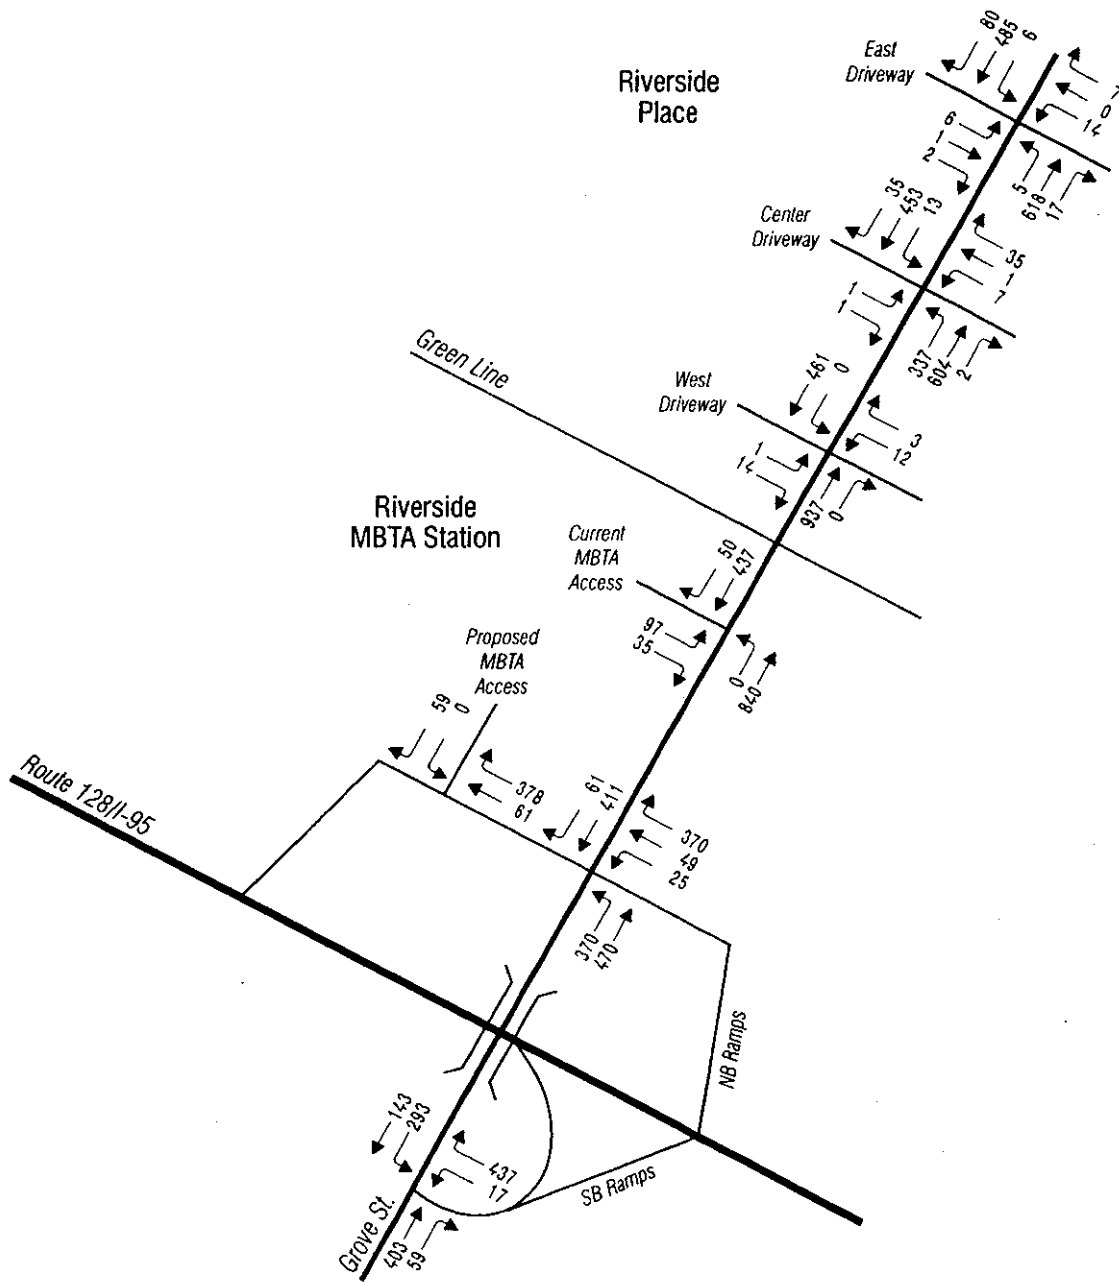 80
485
6
East
Driveway
7
0
14
Riverside
Place
6
1
2
5
618
17
35
453
13
Center
Driveway
35
1
7
1
1
337
604
2
Green Line
461
0
West
Driveway
3
12
1
14
937
0
Riverside
MBTA Station
Current
MBTA
Access
50
437
97
35
0
840
Proposed
MBTA
Access
59
0
378
61
61
411
370
49
25
370
470
Route 128/I-95
NB Ramps
143
293
437
17
SB Ramps
Grove St.
403
59